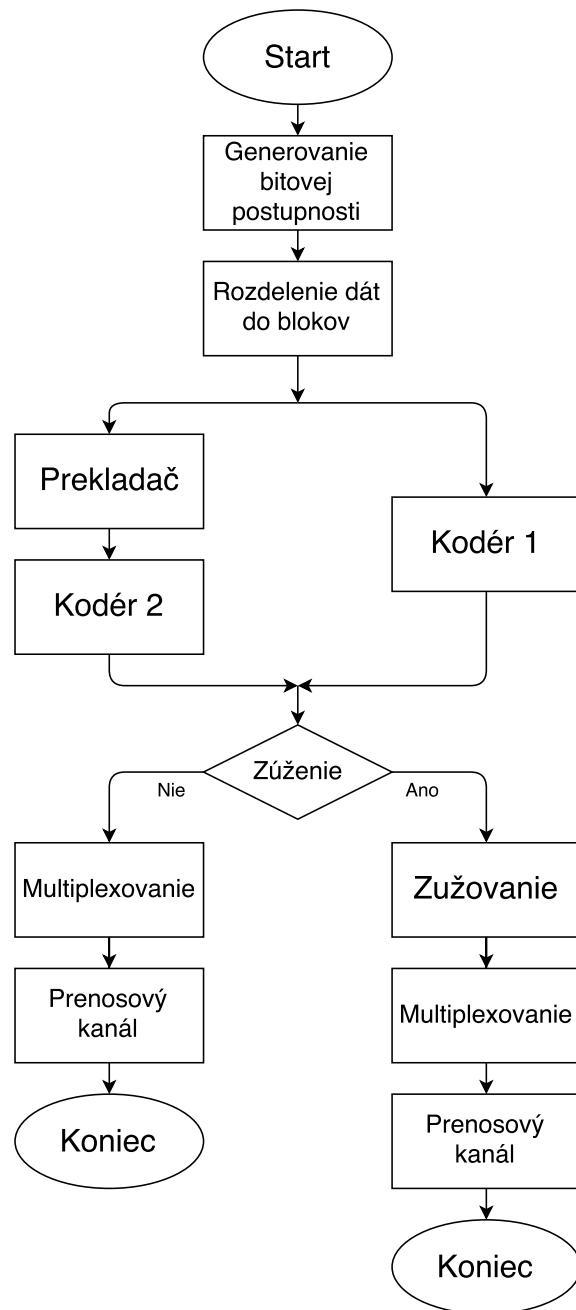 Start
Generovanie
bitovej
postupnosti
Rozdelenie dát
do blokov
Prekladač
Kodér 2
Kodér 1
Zúženie
Nie
Ano
Multiplexovanie
Prenosový
kanál
Koniec
Zužovanie
Multiplexovanie
Prenosový
kanál
Koniec